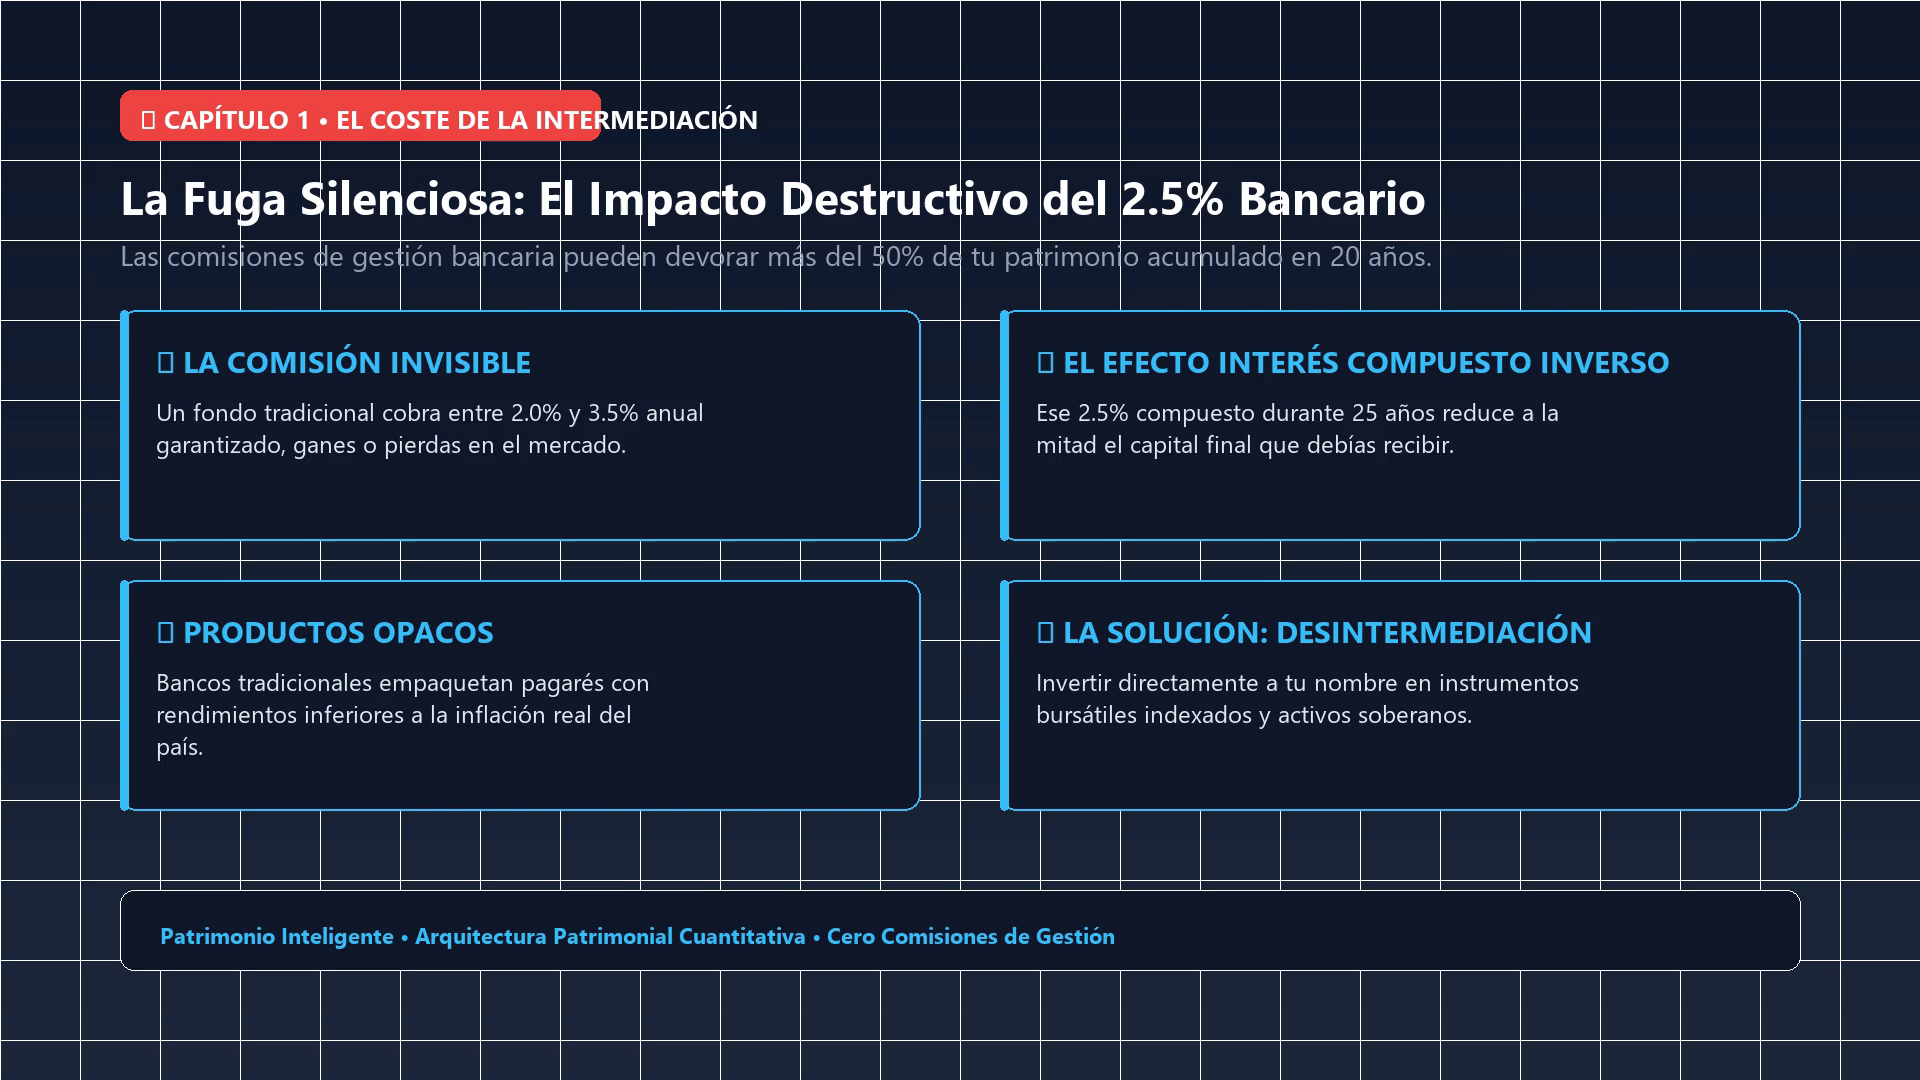 CAPÍTULO 1 • EL COSTE DE LA INTERMEDIACIÓN
La Fuga Silenciosa: El Impacto Destructivo del 2.5% Bancario
Las comisiones de gestión bancaria pueden devorar más del 50% de tu patrimonio acumulado en 20 años.
LA COMISIÓN INVISIBLE
Un fondo tradicional cobra entre 2.0% y 3.5% anual
garantizado, ganes o pierdas en el mercado.
EL EFECTO INTERÉS COMPUESTO INVERSO
Ese 2.5% compuesto durante 25 años reduce a la
mitad el capital final que debías recibir.
PRODUCTOS OPACOS
Bancos tradicionales empaquetan pagarés con
rendimientos inferiores a la inflación real del
país.
LA SOLUCIÓN: DESINTERMEDIACIÓN
Invertir directamente a tu nombre en instrumentos
bursátiles indexados y activos soberanos.
Patrimonio Inteligente • Arquitectura Patrimonial Cuantitativa • Cero Comisiones de Gestión